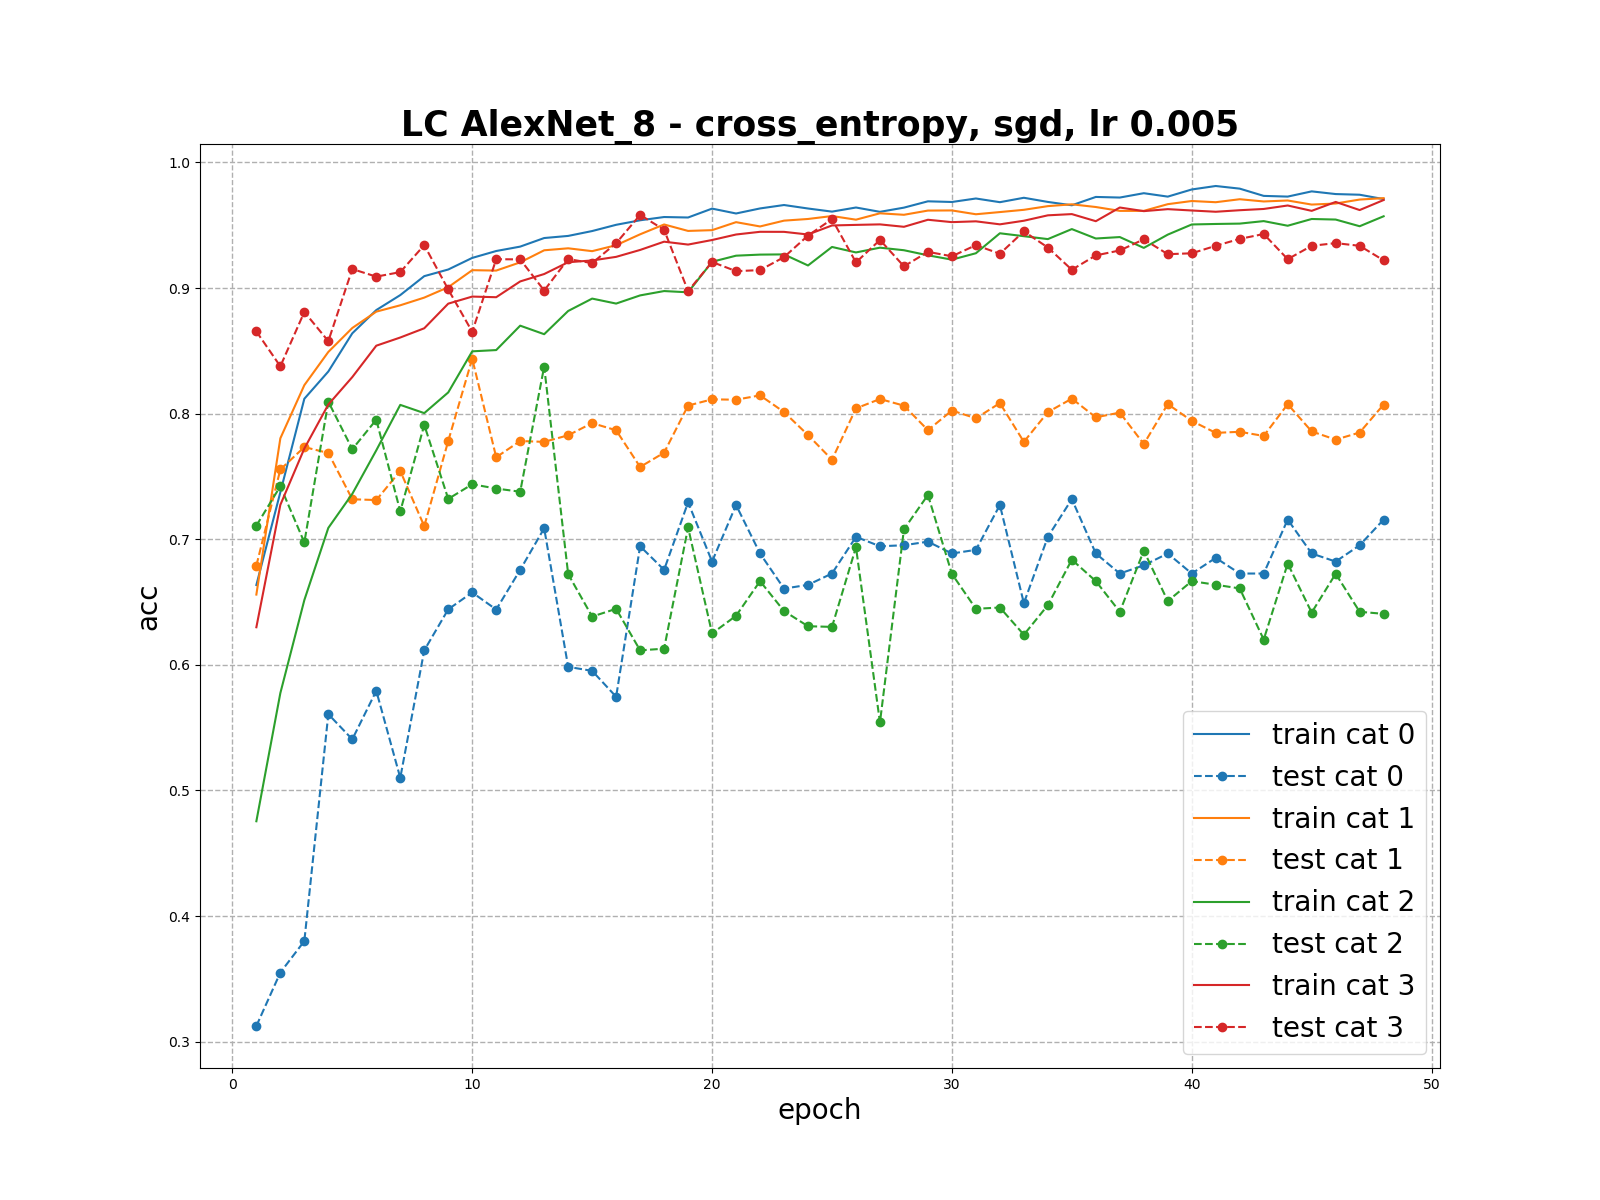 LC AlexNet_8 - cross_entropy, sgd, lr 0.005
1.0
0.9
0.8
0.7
0.6
0.5
0.4
0.3
acc
0 10 20 30 40 50
epoch
train cat 0
test cat 0
train cat 1
test cat 1
train cat 2
test cat 2
train cat 3
test cat 3